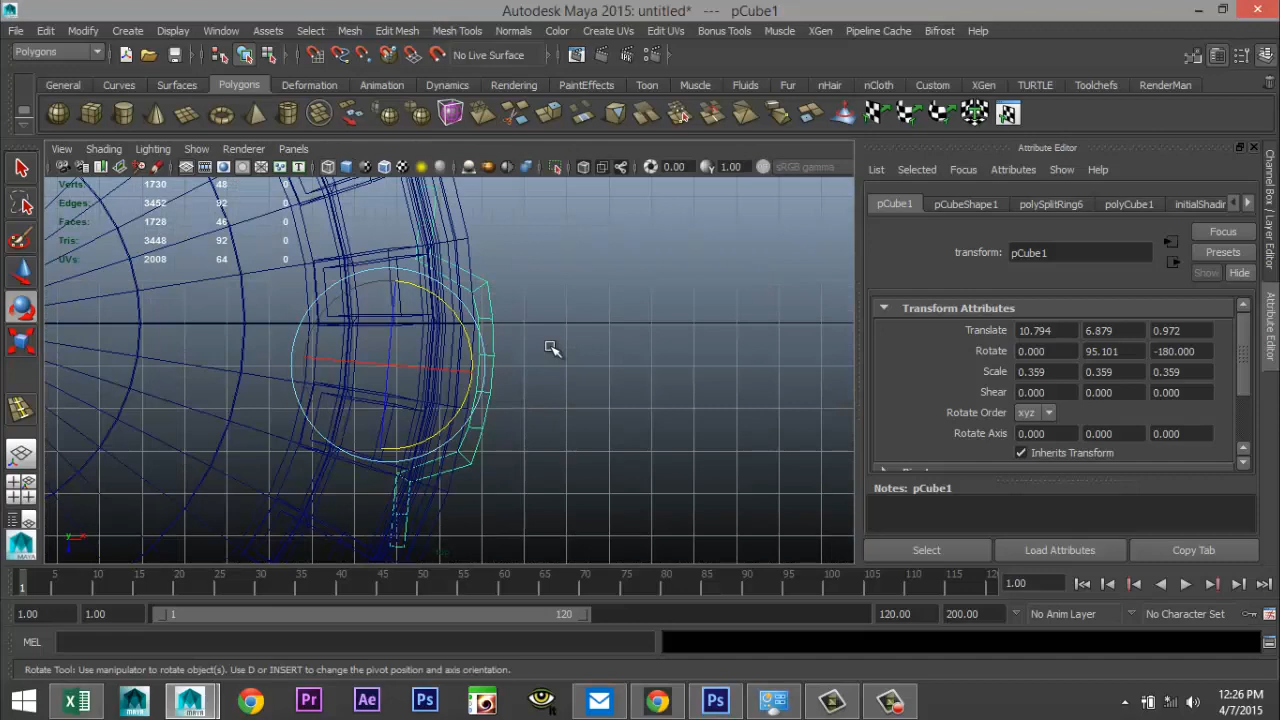 Autodesk Maya 2015: untitled*   ---   pCube1
File Edit Modify Create Display Window Assets Select Mesh Edit Mesh Mesh Tools Normals Color Create UVs Edit UVs Bonus Tools Muscle XGen Pipeline Cache Bifrost Help
Polygons No Live Surface
General Curves Surfaces Polygons Deformation Animation Dynamics Rendering PaintEffects Toon Muscle Fluids Fur nHair nCloth Custom XGen TURTLE Toolchefs RenderMan
View Shading Lighting Show Renderer Panels
0.00 1.00 sRGB gamma
Verts: 1730 48 0
Edges: 3452 92 0
Faces: 1728 46 0
Tris: 3448 92 0
UVs: 2008 64 0
Attribute Editor
List Selected Focus Attributes Show Help
pCube1 pCubeShape1 polySplitRing6 polyCube1 initialShadir
Focus
transform: pCube1 Presets
Show Hide
Transform Attributes
Translate 10.794 6.879 0.972
Rotate 0.000 95.101 -180.000
Scale 0.359 0.359 0.359
Shear 0.000 0.000 0.000
Rotate Order xyz
Rotate Axis 0.000 0.000 0.000
Inherits Transform
Notes: pCube1
Select Load Attributes Copy Tab
Channel Box / Layer Editor
Attribute Editor
5 10 15 20 25 30 35 40 45 50 55 60 65 70 75 80 85 90 95 100 105 110 115 12
1 1.00
1.00 1.00 1 120 120.00 200.00 No Anim Layer No Character Set
MEL
Rotate Tool: Use manipulator to rotate object(s). Use D or INSERT to change the pivot position and axis orientation.
12:26 PM
4/7/2015